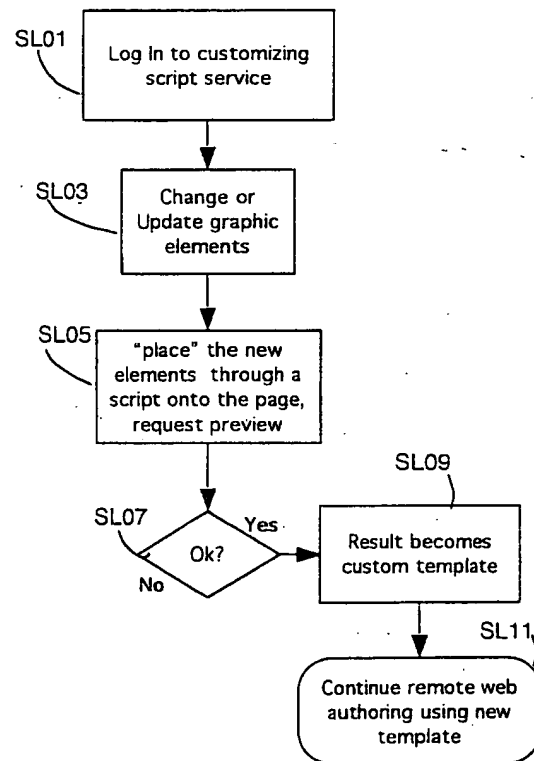 SL01
Log In to customizing
script service
SL03
Change or
Update graphic
elements
SL05
"place" the new
elements through a
script onto the page,
request preview
SL07
Ok?
Yes
No
SL09
Result becomes
custom template
SL11
Continue remote web
authoring using new
template